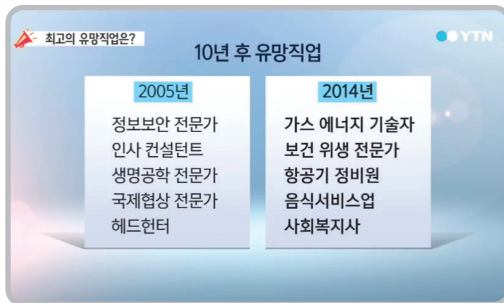 최고의 유망직업은?
YTN
10년 후 유망직업
2005년
정보보안 전문가
인사 컨설턴트
생명공학 전문가
국제협상 전문가
헤드헌터
2014년
가스 에너지 기술자
보건 위생 전문가
항공기 정비원
음식서비스업
사회복지사